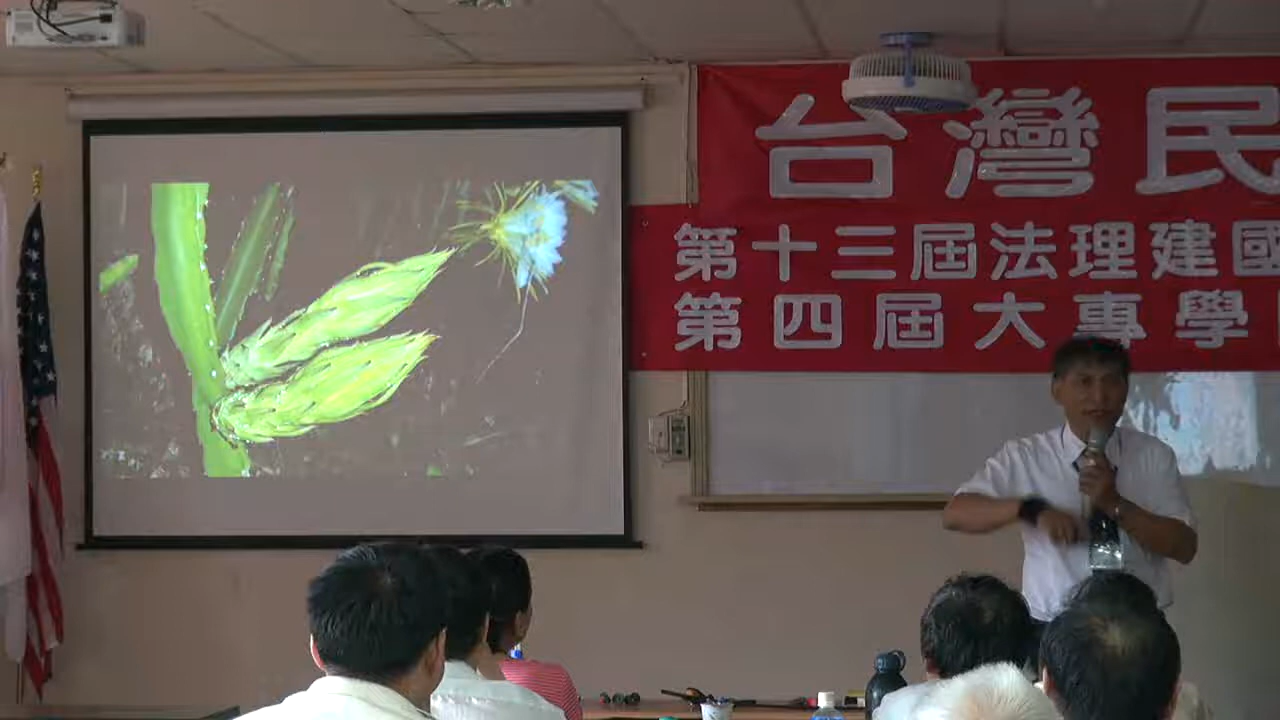 台灣民
第十三屆法理建國
第四屆大專學